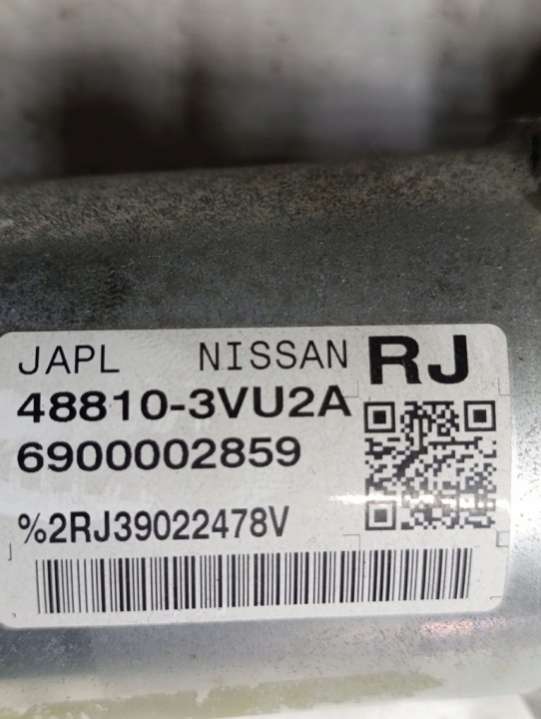 JAPL NISSAN RJ
48810-3VU2A
6900002859
%2RJ39022478V